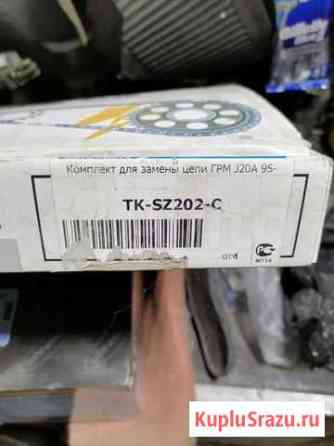 Комплект для замены цепи ГРМ J20A 95-
TK-SZ202-C
KupluSrazu.ru